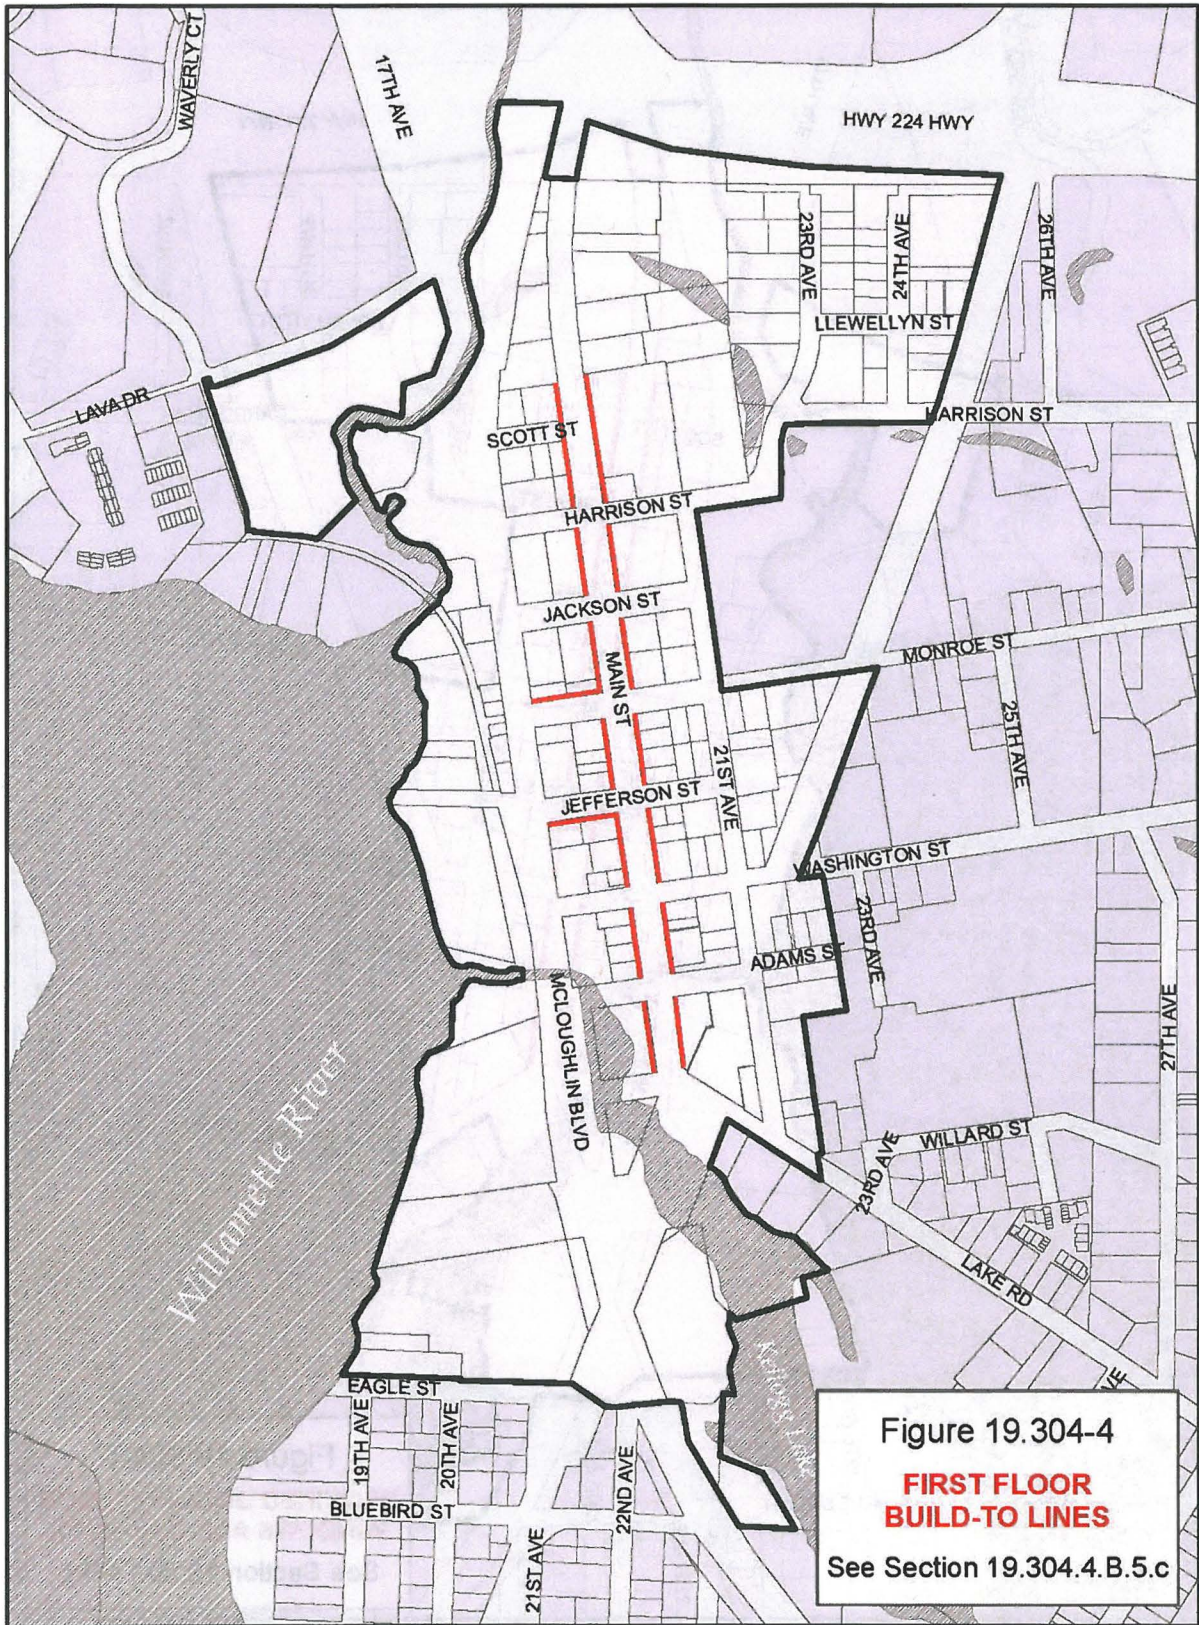 WAVERLY CT
17TH AVE
HWY 224 HWY
23RD AVE
24TH AVE
26TH AVE
LLEWELLYN ST
LAVA DR
HARRISON ST
SCOTT ST
HARRISON ST
JACKSON ST
MAIN ST
MONROE ST
25TH AVE
21ST AVE
JEFFERSON ST
WASHINGTON ST
23RD AVE
ADAMS ST
MCLOUGHLIN BLVD
27TH AVE
Willamette River
WILLARD ST
23RD AVE
LAKE RD
Kellogg Lake
AVE
EAGLE ST
19TH AVE
20TH AVE
22ND AVE
BLUEBIRD ST
21ST AVE
Figure 19.304-4
FIRST FLOOR
BUILD-TO LINES
See Section 19.304.4.B.5.c